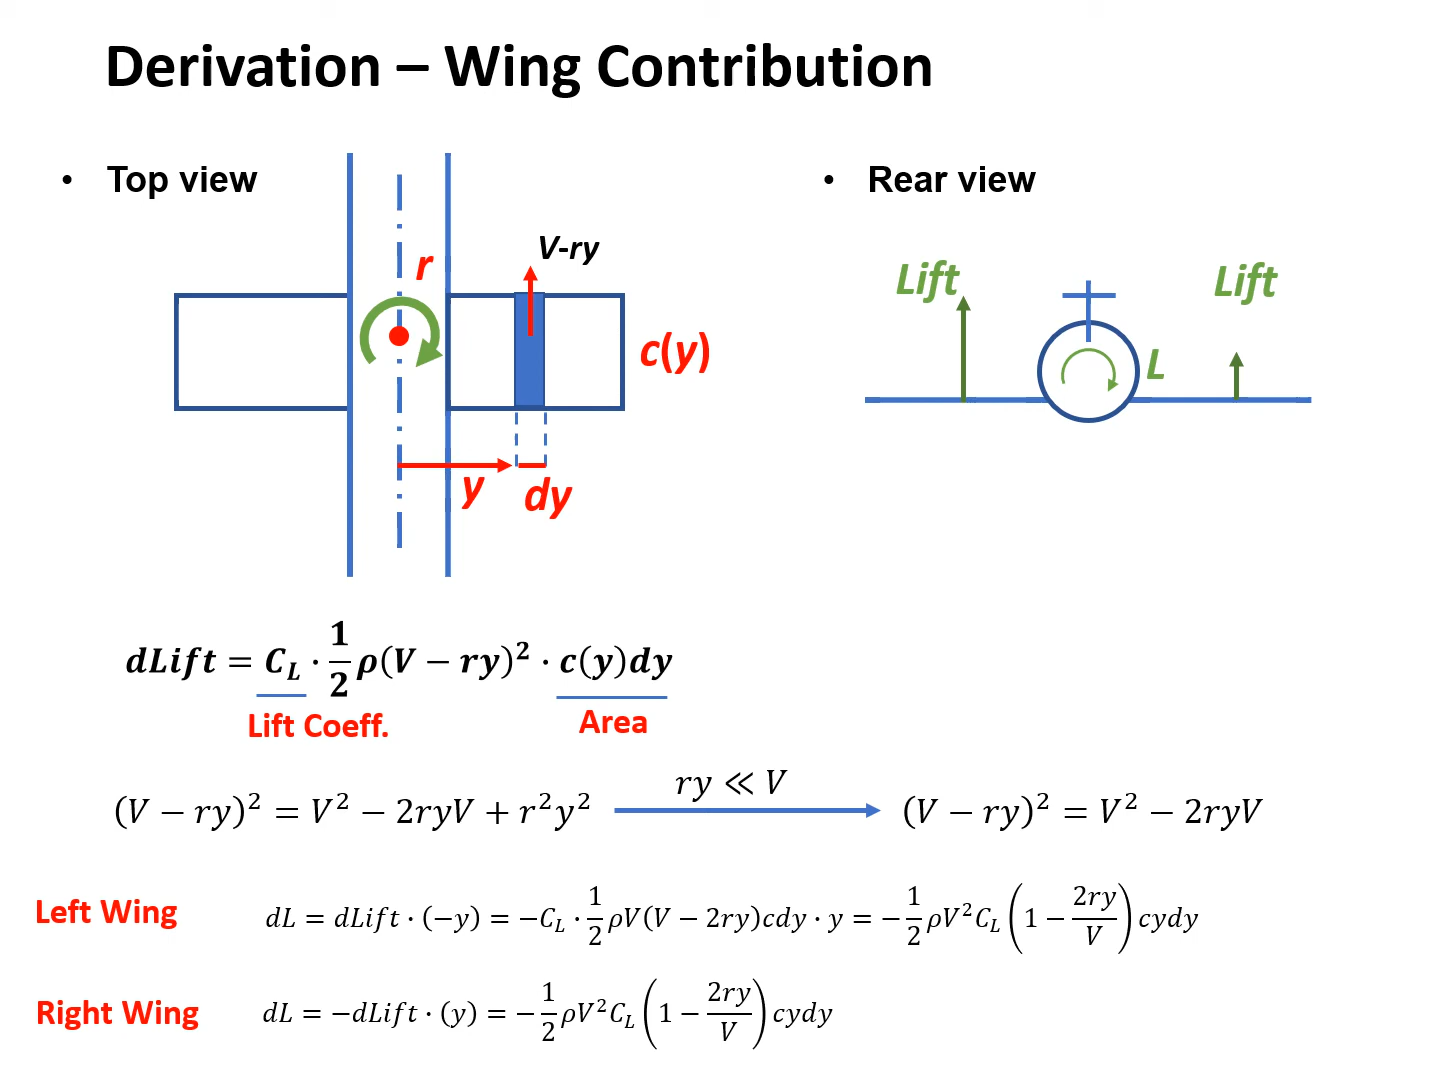 Derivation – Wing Contribution
• Top view
r
V-ry
c(y)
y
dy
• Rear view
Lift
Lift
L
dLift = C_L · 1/2 ρ(V − ry)² · c(y)dy
Lift Coeff.
Area
(V − ry)² = V² − 2ryV + r²y²
ry ≪ V
(V − ry)² = V² − 2ryV
Left Wing
dL = dLift · (−y) = −C_L · 1/2 ρV(V − 2ry)cdy · y = − 1/2 ρV²C_L (1 − 2ry/V) cydy
Right Wing
dL = −dLift · (y) = − 1/2 ρV²C_L (1 − 2ry/V) cydy